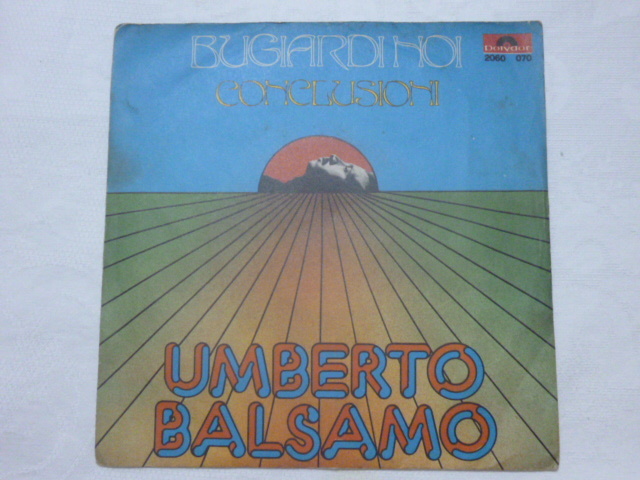 BUGIARDI NOI
CONCLUSIONI
Polydor
2060 070
UMBERTO
BALSAMO